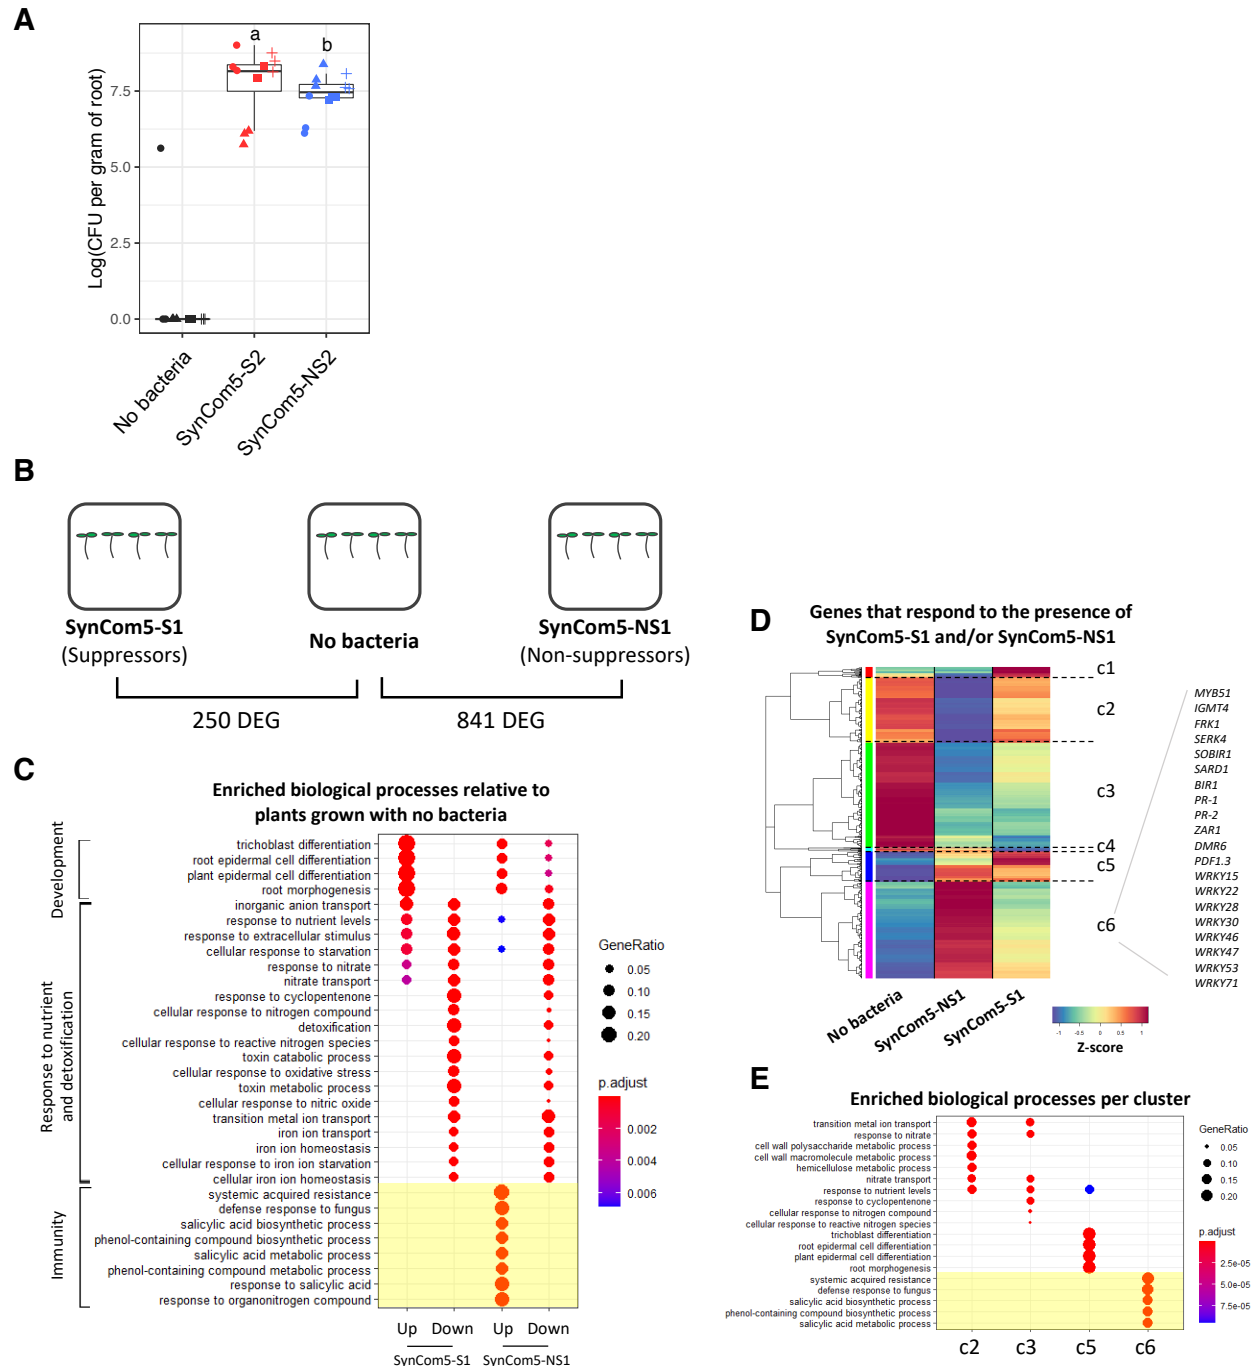 A
Log(CFU per gram of root)
7.5
5.0
2.5
0.0
a
b
No bacteria
SynCom5-S2
SynCom5-NS2
B
SynCom5-S1
(Suppressors)
No bacteria
SynCom5-NS1
(Non-suppressors)
250 DEG
841 DEG
C
Enriched biological processes relative to
plants grown with no bacteria
Development
trichoblast differentiation
root epidermal cell differentiation
plant epidermal cell differentiation
root morphogenesis
Response to nutrient
and detoxification
inorganic anion transport
response to nutrient levels
response to extracellular stimulus
cellular response to starvation
response to nitrate
nitrate transport
response to cyclopentenone
cellular response to nitrogen compound
detoxification
cellular response to reactive nitrogen species
toxin catabolic process
cellular response to oxidative stress
toxin metabolic process
cellular response to nitric oxide
transition metal ion transport
iron ion transport
iron ion homeostasis
cellular response to iron ion starvation
cellular iron ion homeostasis
Immunity
systemic acquired resistance
defense response to fungus
salicylic acid biosynthetic process
phenol-containing compound biosynthetic process
salicylic acid metabolic process
phenol-containing compound metabolic process
response to salicylic acid
response to organonitrogen compound
Up Down Up Down
SynCom5-S1 SynCom5-NS1
GeneRatio
0.05
0.10
0.15
0.20
p.adjust
0.002
0.004
0.006
D
Genes that respond to the presence of
SynCom5-S1 and/or SynCom5-NS1
c1
c2
c3
c4
c5
c6
MYB51
IGMT4
FRK1
SERK4
SOBIR1
SARD1
BIR1
PR-1
PR-2
ZAR1
DMR6
PDF1.3
WRKY15
WRKY22
WRKY28
WRKY30
WRKY46
WRKY47
WRKY53
WRKY71
No bacteria
SynCom5-NS1
SynCom5-S1
-1 -0.5 0 0.5 1
Z-score
E
Enriched biological processes per cluster
transition metal ion transport
response to nitrate
cell wall polysaccharide metabolic process
cell wall macromolecule metabolic process
hemicellulose metabolic process
nitrate transport
response to nutrient levels
response to cyclopentenone
cellular response to nitrogen compound
cellular response to reactive nitrogen species
trichoblast differentiation
root epidermal cell differentiation
plant epidermal cell differentiation
root morphogenesis
systemic acquired resistance
defense response to fungus
salicylic acid biosynthetic process
phenol-containing compound biosynthetic process
salicylic acid metabolic process
c2 c3 c5 c6
GeneRatio
0.05
0.10
0.15
0.20
p.adjust
2.5e-05
5.0e-05
7.5e-05